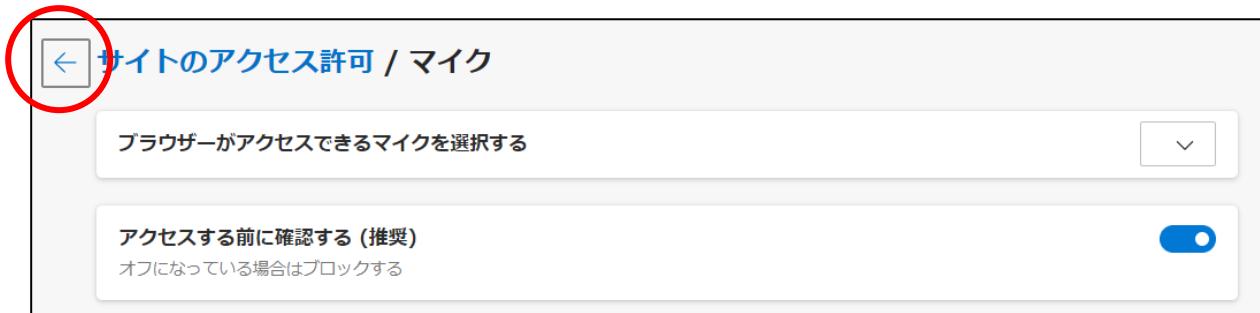 サイトのアクセス許可 / マイク
ブラウザーがアクセスできるマイクを選択する
アクセスする前に確認する (推奨)
オフになっている場合はブロックする